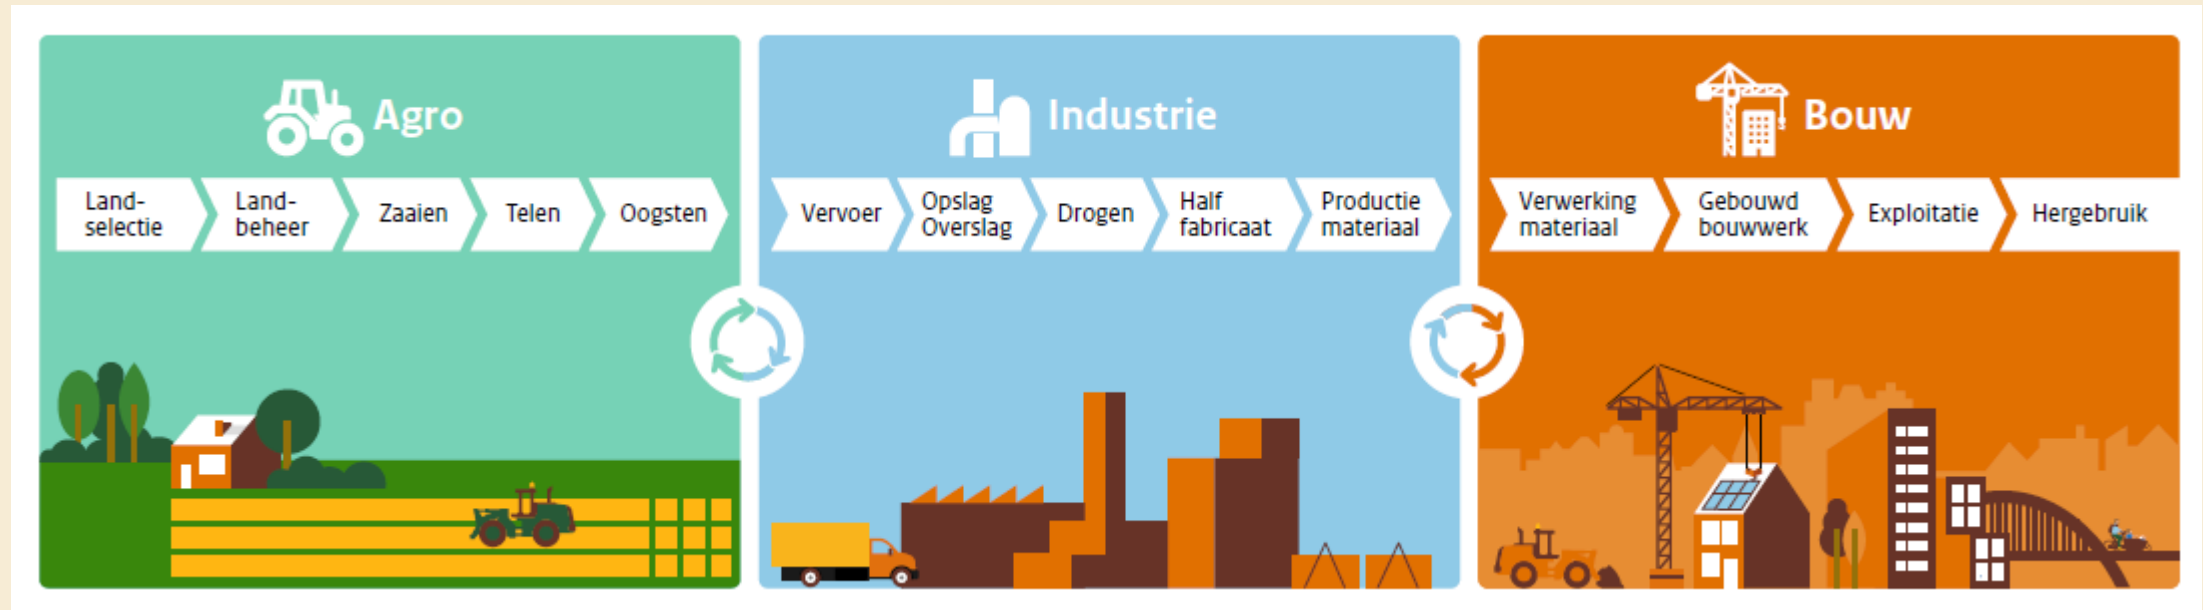 Agro
Land-
selectie
Land-
beheer
Zaaien
Telen
Oogsten
Industrie
Vervoer
Opslag
Overslag
Drogen
Half
fabricaat
Productie
materiaal
Bouw
Verwerking
materiaal
Gebouwd
bouwwerk
Exploitatie
Hergebruik